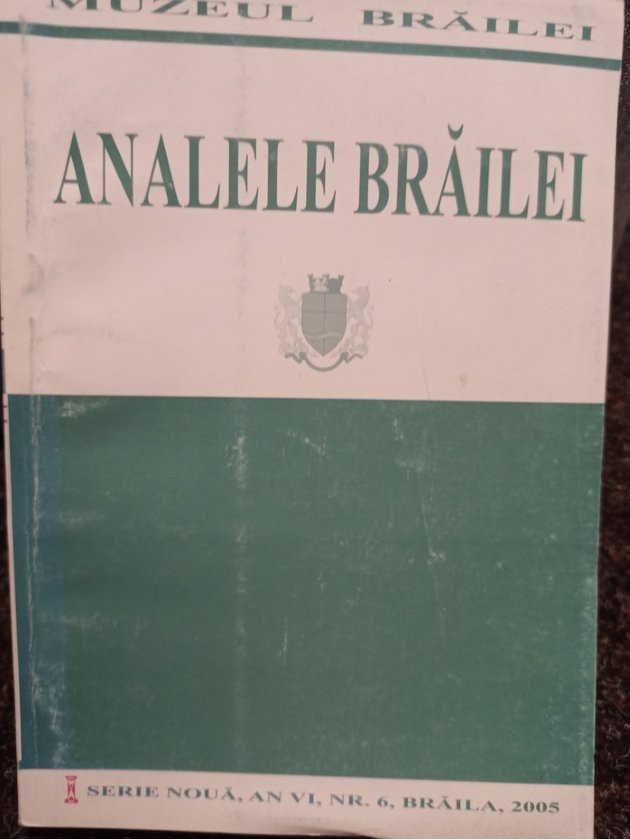 MUZEUL BRĂILEI
ANALELE BRĂILEI
SERIE NOUĂ, AN VI, NR. 6, BRĂILA, 2005